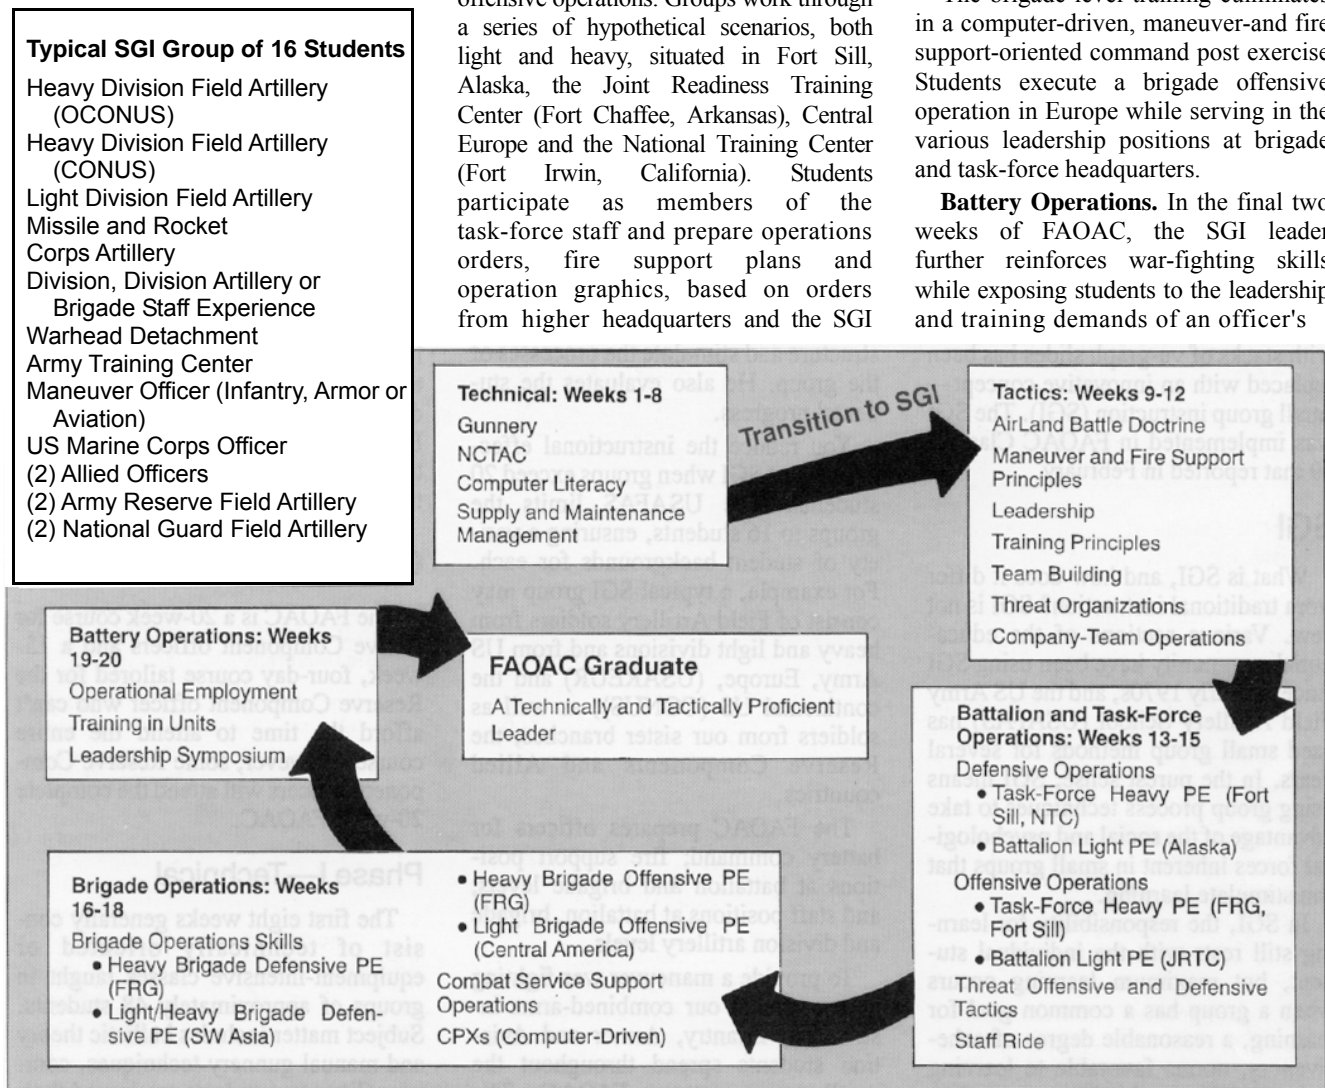 Typical SGI Group of 16 Students
Heavy Division Field Artillery
(OCONUS)
Heavy Division Field Artillery
(CONUS)
Light Division Field Artillery
Missile and Rocket
Corps Artillery
Division, Division Artillery or
Brigade Staff Experience
Warhead Detachment
Army Training Center
Maneuver Officer (Infantry, Armor or
Aviation)
US Marine Corps Officer
(2) Allied Officers
(2) Army Reserve Field Artillery
(2) National Guard Field Artillery
offensive operations. Groups work through
a series of hypothetical scenarios, both
light and heavy, situated in Fort Sill,
Alaska, the Joint Readiness Training
Center (Fort Chaffee, Arkansas), Central
Europe and the National Training Center
(Fort Irwin, California). Students
participate as members of the
task-force staff and prepare operations
orders, fire support plans and
operation graphics, based on orders
from higher headquarters and the SGI
The brigade-level training culminates
in a computer-driven, maneuver-and fire
support-oriented command post exercise
Students execute a brigade offensive
operation in Europe while serving in the
various leadership positions at brigade
and task-force headquarters.
Battery Operations. In the final two
weeks of FAOAC, the SGI leader
further reinforces war-fighting skills
while exposing students to the leadership
and training demands of an officer's
Technical: Weeks 1-8
Gunnery
NCTAC
Computer Literacy
Supply and Maintenance
Management
Transition to SGI
Tactics: Weeks 9-12
AirLand Battle Doctrine
Maneuver and Fire Support
Principles
Leadership
Training Principles
Team Building
Threat Organizations
Company-Team Operations
Battalion and Task-Force
Operations: Weeks 13-15
Defensive Operations
• Task-Force Heavy PE (Fort
Sill, NTC)
• Battalion Light PE (Alaska)
Offensive Operations
• Task-Force Heavy PE (FRG,
Fort Sill)
• Battalion Light PE (JRTC)
Threat Offensive and Defensive
Tactics
Staff Ride
Brigade Operations: Weeks
16-18
Brigade Operations Skills
• Heavy Brigade Defensive PE
(FRG)
• Light/Heavy Brigade Defen-
sive PE (SW Asia)
• Heavy Brigade Offensive PE
(FRG)
• Light Brigade Offensive PE
(Central America)
Combat Service Support
Operations
CPXs (Computer-Driven)
Battery Operations: Weeks
19-20
Operational Employment
Training in Units
Leadership Symposium
FAOAC Graduate
A Technically and Tactically Proficient
Leader